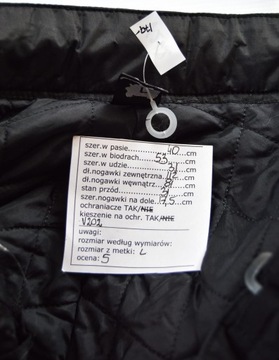 szer.w pasie......40....cm
szer.w biodrach..53....cm
szer.w udzie........31....cm
dł.nogawki zewnętrzna......cm
dł.nogawki wewnątrz.......cm
stan przód..............cm
szer.nogawki na dole..17,5..cm
ochraniacze TAK/NIE
kieszenie na ochr. TAK/NIE
V202
uwagi:
rozmiar według wymiarów:
rozmiar z metki: L
ocena: 5